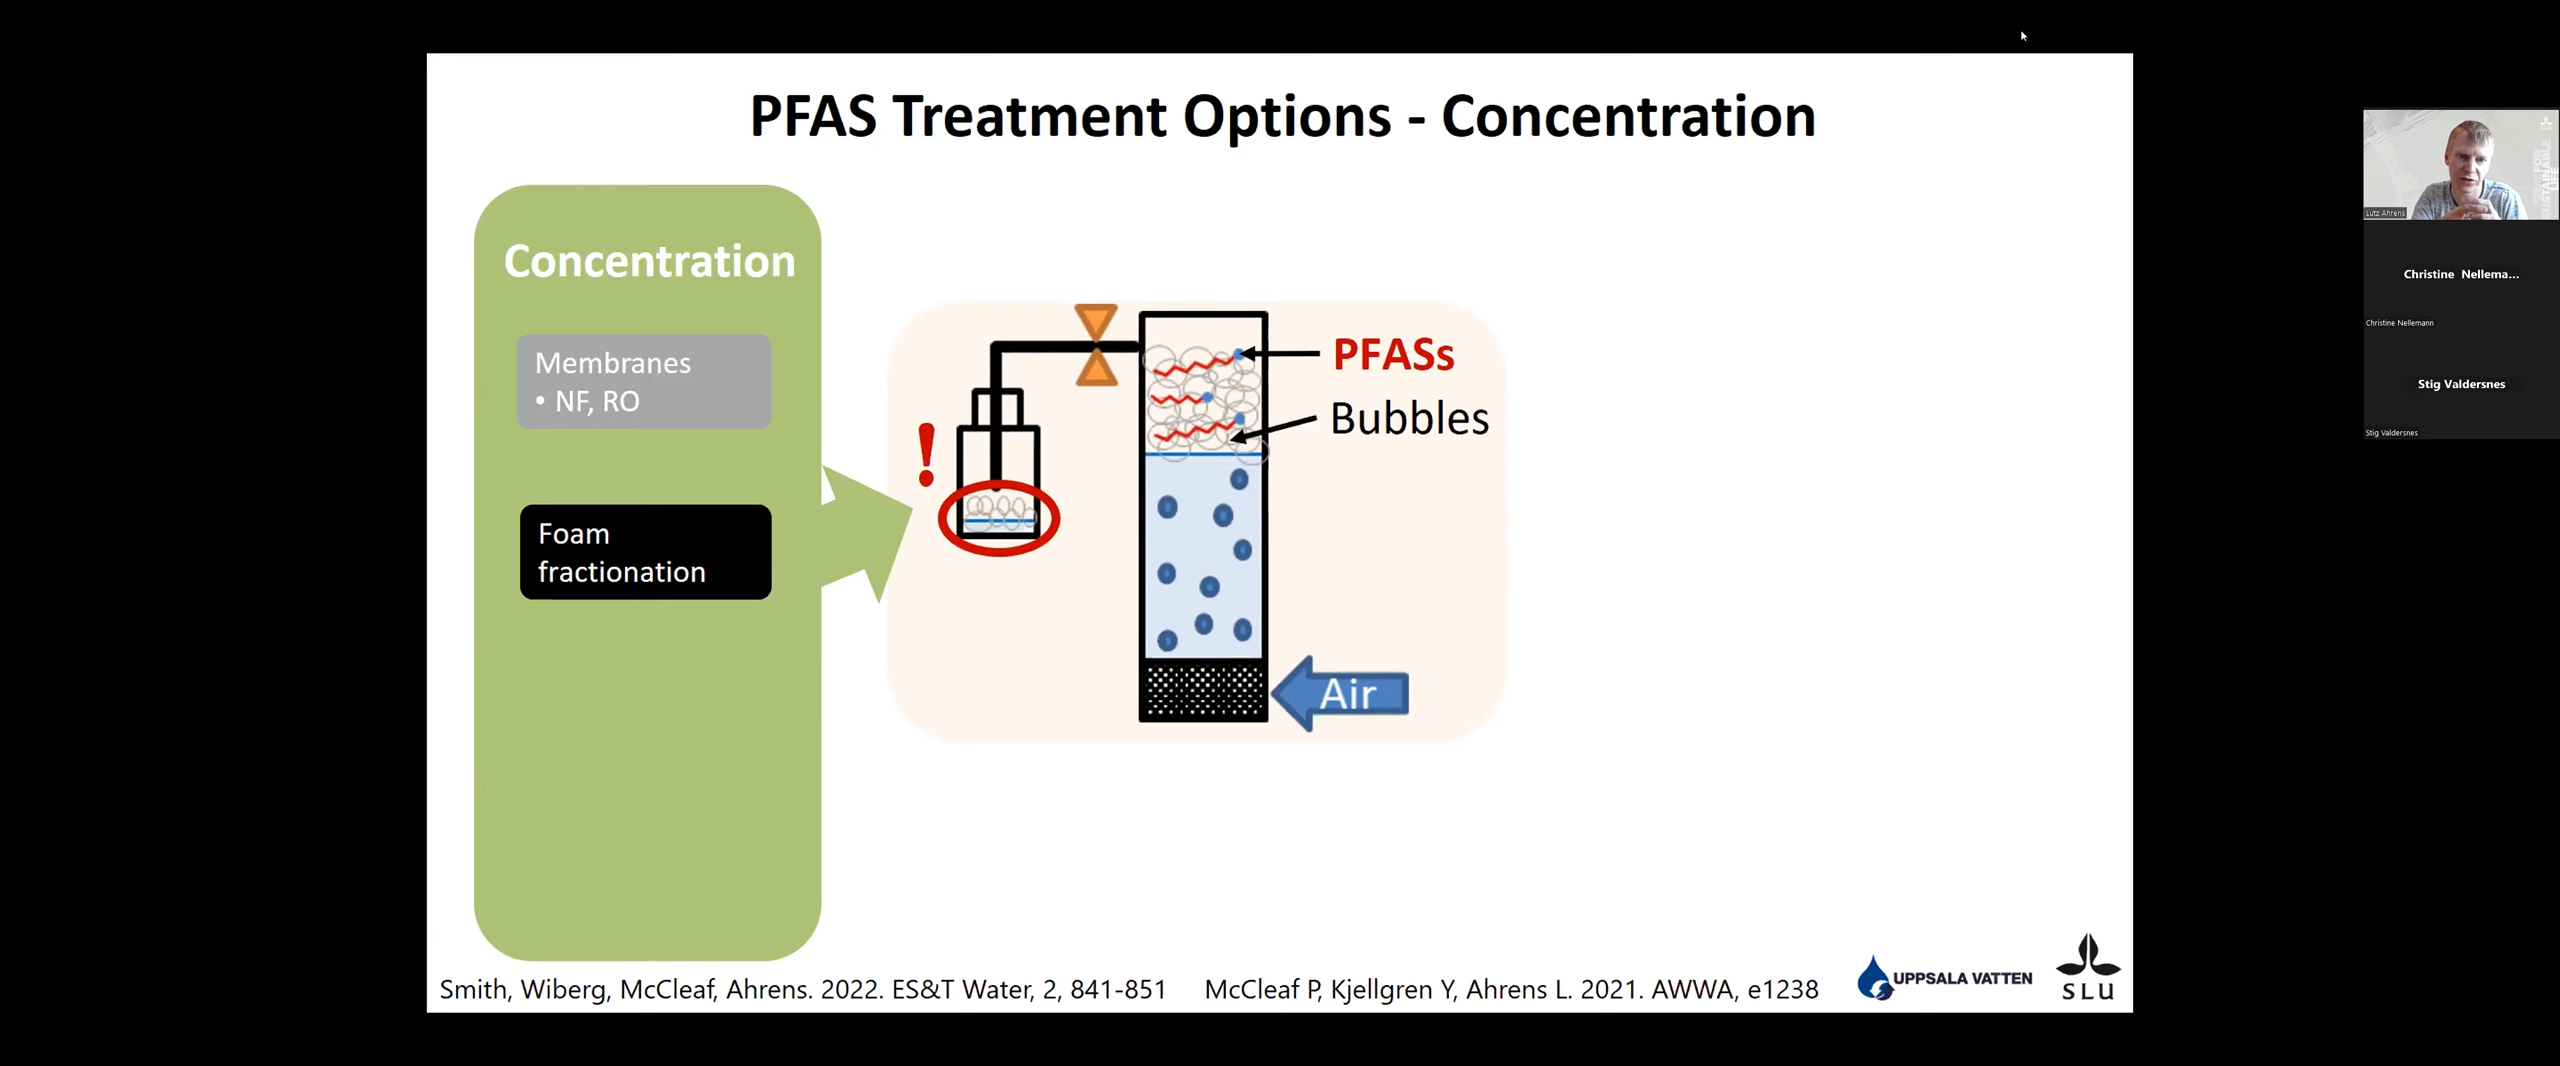 PFAS Treatment Options - Concentration
Concentration
Membranes
• NF, RO
Foam
fractionation
!
PFASs
Bubbles
Air
Smith, Wiberg, McCleaf, Ahrens. 2022. ES&T Water, 2, 841-851
McCleaf P, Kjellgren Y, Ahrens L. 2021. AWWA, e1238
UPPSALA VATTEN
SLU
SUSTAINABLE
LIFE
Lutz Ahrens
Christine Nellema...
Christine Nellemann
Stig Valdersnes
Stig Valdersnes